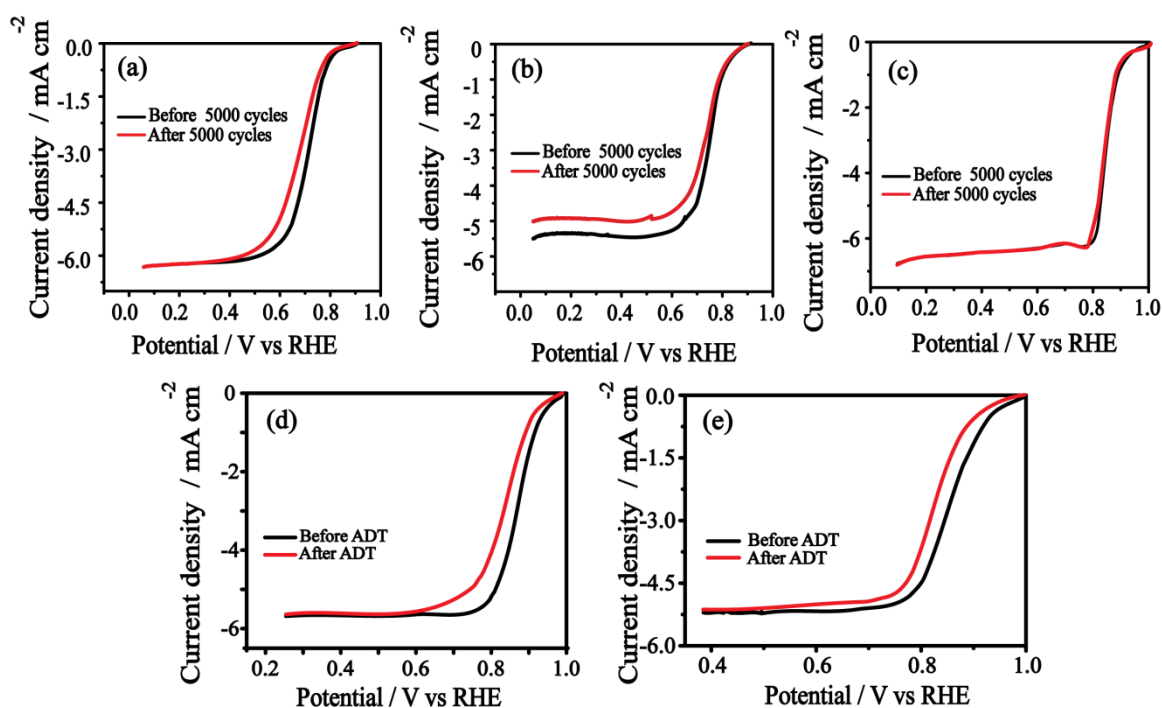 (a)
Before 5000 cycles
After 5000 cycles
Current density / mA cm -2
0.0
-1.5
-3.0
-4.5
-6.0
0.0 0.2 0.4 0.6 0.8 1.0
Potential / V vs RHE
(b)
Before 5000 cycles
After 5000 cycles
Current density / mA cm -2
0
-1
-2
-3
-4
-5
-6
0.0 0.2 0.4 0.6 0.8 1.0
Potential / V vs RHE
(c)
Before 5000 cycles
After 5000 cycles
Current density / mA cm -2
0
-2
-4
-6
0.0 0.2 0.4 0.6 0.8 1.0
Potential / V vs RHE
(d)
Before ADT
After ADT
Current density / mA cm -2
0
-2
-4
-6
0.2 0.4 0.6 0.8 1.0
Potential / V vs RHE
(e)
Before ADT
After ADT
Current density / mA cm -2
0.0
-1.5
-3.0
-4.5
-6.0
0.4 0.6 0.8 1.0
Potential / V vs RHE